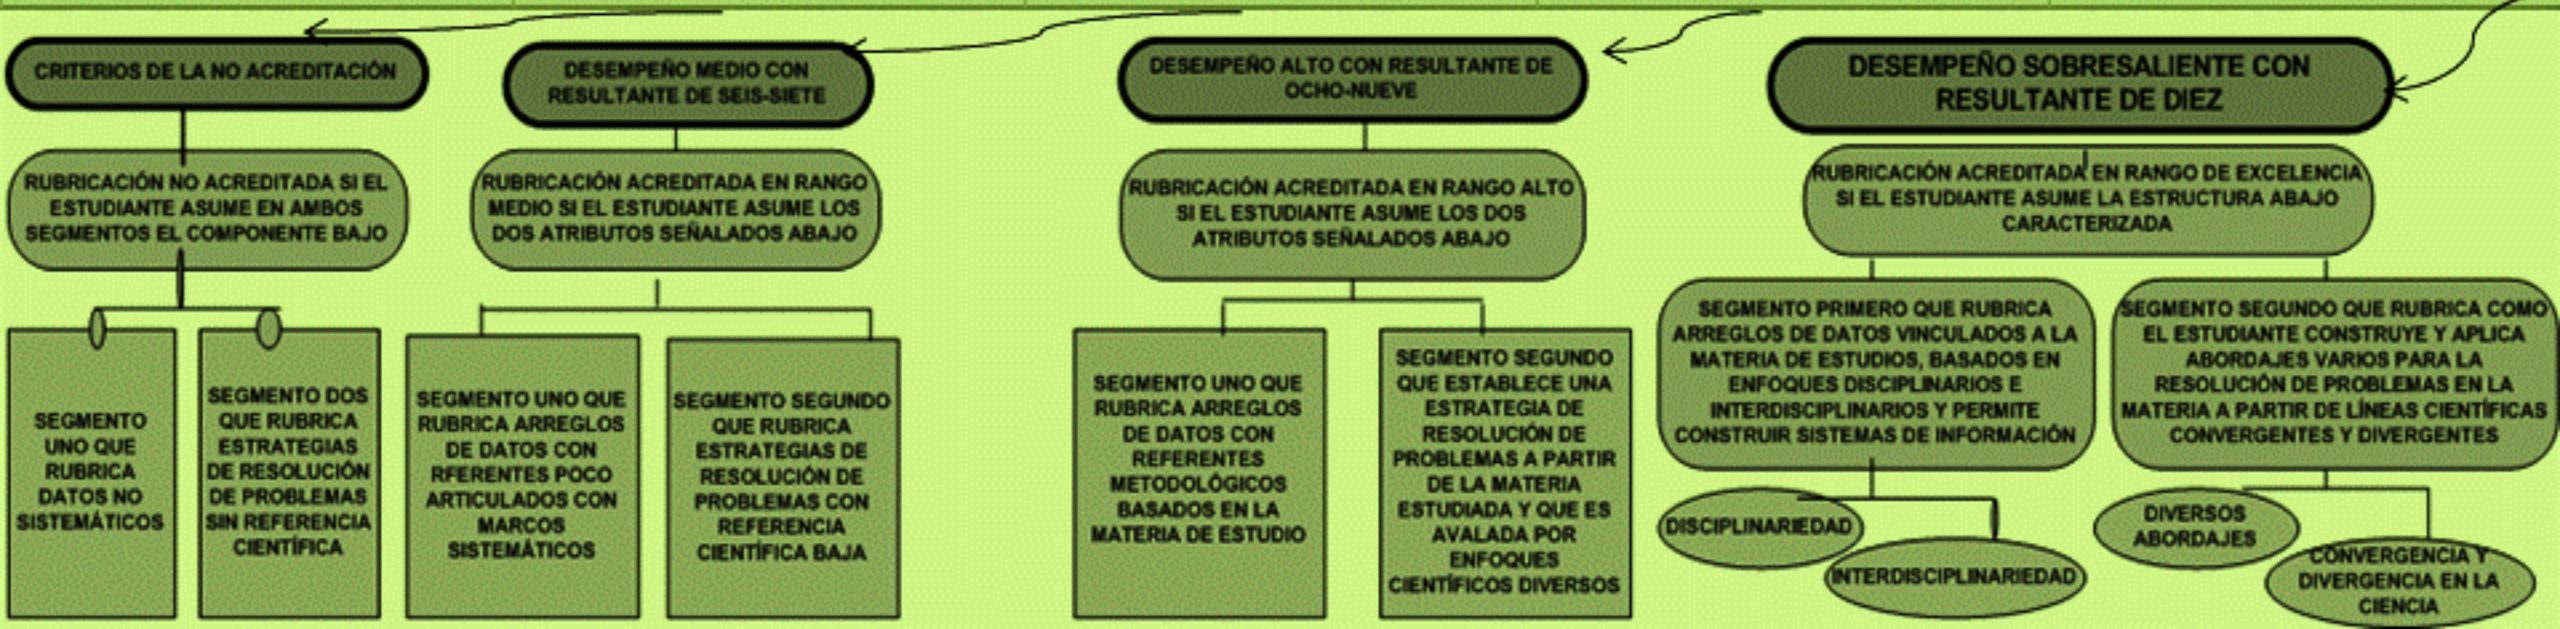 CRITERIOS DE LA NO ACREDITACIÓN
RUBRICACIÓN NO ACREDITADA SI EL
ESTUDIANTE ASUME EN AMBOS
SEGMENTOS EL COMPONENTE BAJO
SEGMENTO
UNO QUE
RUBRICA
DATOS NO
SISTEMÁTICOS
SEGMENTO DOS
QUE RUBRICA
ESTRATEGIAS
DE RESOLUCIÓN
DE PROBLEMAS
SIN REFERENCIA
CIENTÍFICA
DESEMPEÑO MEDIO CON
RESULTANTE DE SEIS-SIETE
RUBRICACIÓN ACREDITADA EN RANGO
MEDIO SI EL ESTUDIANTE ASUME LOS
DOS ATRIBUTOS SEÑALADOS ABAJO
SEGMENTO UNO QUE
RUBRICA ARREGLOS
DE DATOS CON
RFERENTES POCO
ARTICULADOS CON
MARCOS
SISTEMÁTICOS
SEGMENTO SEGUNDO
QUE RUBRICA
ESTRATEGIAS DE
RESOLUCIÓN DE
PROBLEMAS CON
REFERENCIA
CIENTÍFICA BAJA
DESEMPEÑO ALTO CON RESULTANTE DE
OCHO-NUEVE
RUBRICACIÓN ACREDITADA EN RANGO ALTO
SI EL ESTUDIANTE ASUME LOS DOS
ATRIBUTOS SEÑALADOS ABAJO
SEGMENTO UNO QUE
RUBRICA ARREGLOS
DE DATOS CON
REFERENTES
METODOLÓGICOS
BASADOS EN LA
MATERIA DE ESTUDIO
SEGMENTO SEGUNDO
QUE ESTABLECE UNA
ESTRATEGIA DE
RESOLUCIÓN DE
PROBLEMAS A PARTIR
DE LA MATERIA
ESTUDIADA Y QUE ES
AVALADA POR
ENFOQUES
CIENTÍFICOS DIVERSOS
DESEMPEÑO SOBRESALIENTE CON
RESULTANTE DE DIEZ
RUBRICACIÓN ACREDITADA EN RANGO DE EXCELENCIA
SI EL ESTUDIANTE ASUME LA ESTRUCTURA ABAJO
CARACTERIZADA
SEGMENTO PRIMERO QUE RUBRICA
ARREGLOS DE DATOS VINCULADOS A LA
MATERIA DE ESTUDIOS, BASADOS EN
ENFOQUES DISCIPLINARIOS E
INTERDISCIPLINARIOS Y PERMITE
CONSTRUIR SISTEMAS DE INFORMACIÓN
DISCIPLINARIEDAD
INTERDISCIPLINARIEDAD
SEGMENTO SEGUNDO QUE RUBRICA COMO
EL ESTUDIANTE CONSTRUYE Y APLICA
ABORDAJES VARIOS PARA LA
RESOLUCIÓN DE PROBLEMAS EN LA
MATERIA A PARTIR DE LÍNEAS CIENTÍFICAS
CONVERGENTES Y DIVERGENTES
DIVERSOS
ABORDAJES
CONVERGENCIA Y
DIVERGENCIA EN LA
CIENCIA